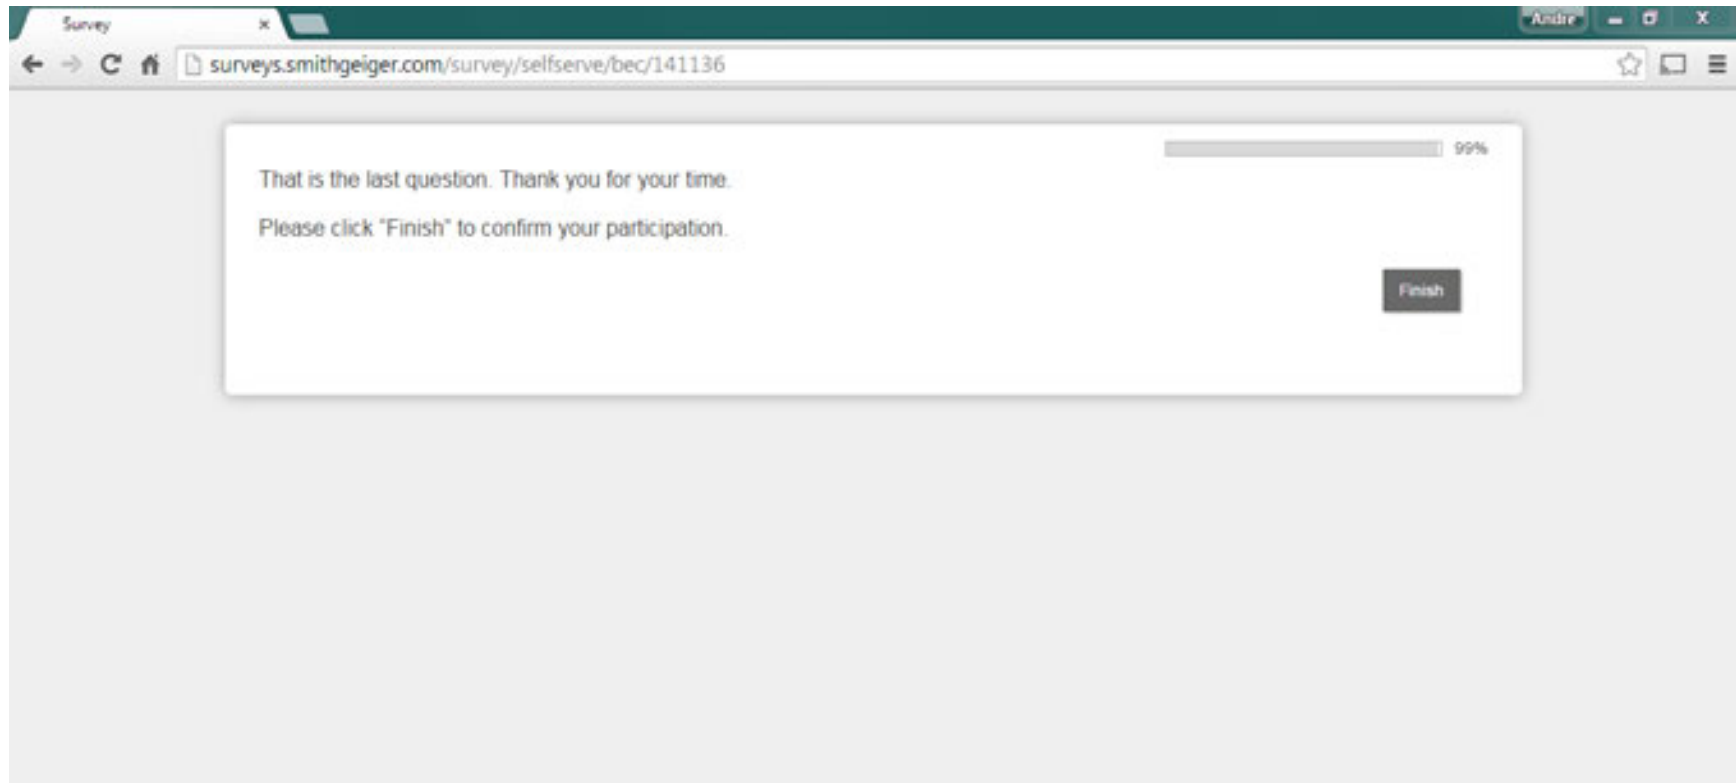 Survey
Andre
surveys.smithgeiger.com/survey/selfserve/bec/141136
99%
That is the last question. Thank you for your time.
Please click "Finish" to confirm your participation.
Finish